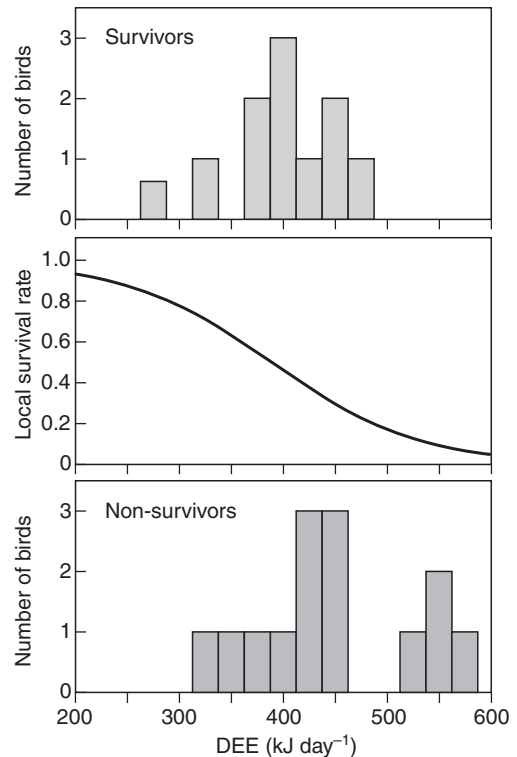 Survivors
Number of birds
3
2
1
0
Local survival rate
1.0
0.8
0.6
0.4
0.2
0
Non-survivors
Number of birds
3
2
1
0
200 300 400 500 600
DEE (kJ day⁻¹)